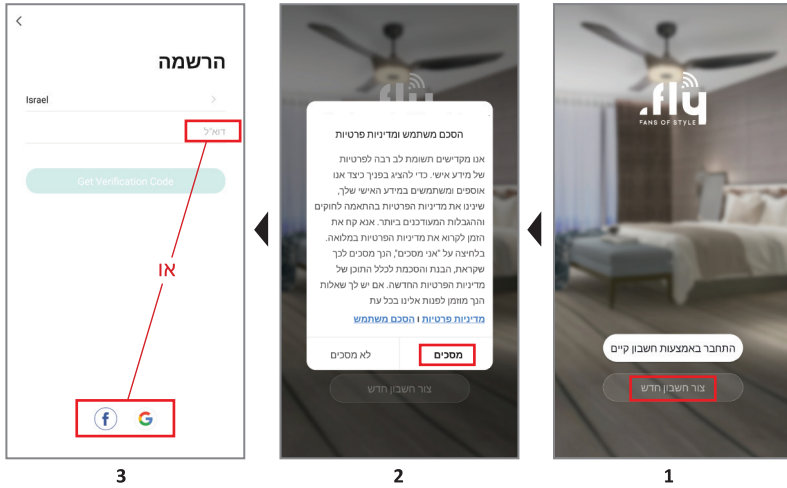 .fly
FANS OF STYLE
התחבר באמצעות חשבון קיים
צור חשבון חדש
1
הסכם משתמש ומדיניות פרטיות
אנו מקדישים תשומת לב רבה לפרטיות
של מידע אישי. כדי להציג בפניך כיצד אנו
אוספים ומשתמשים במידע האישי שלך,
שינינו את מדיניות הפרטיות בהתאמה לחוקים
וההגבלות המעודכנים ביותר. אנא קח את
הזמן לקרוא את מדיניות הפרטיות במלואה.
בלחיצה על "אני מסכים", הנך מסכים לכך
שקראת, הבנת והסכמת לכלל התוכן של
מדיניות הפרטיות החדשה. אם יש לך שאלות
הנך מוזמן לפנות אלינו בכל עת
מדיניות פרטיות ו הסכם משתמש
מסכים
לא מסכים
צור חשבון חדש
2
הרשמה
Israel
דוא"ל
Get Verification Code
או
f G
3